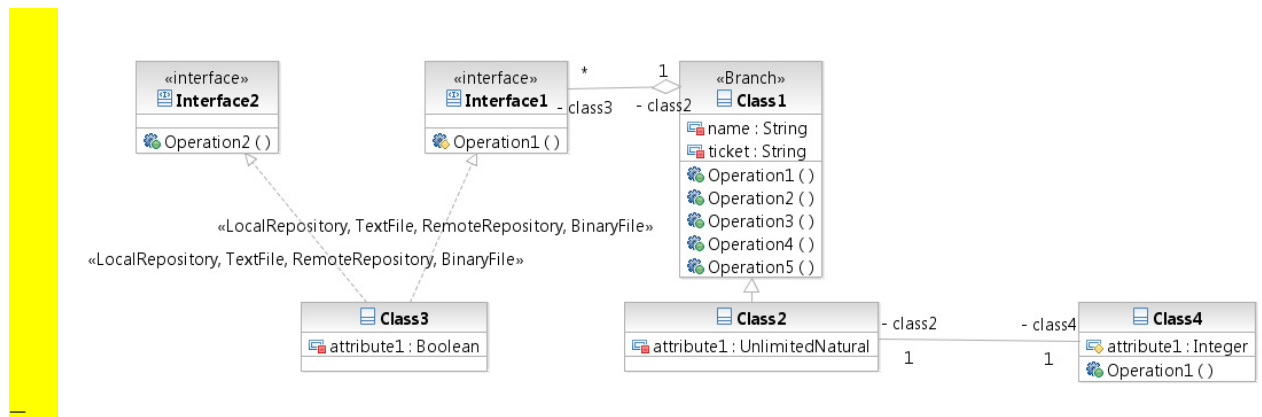 «interface»
Interface2
Operation2 ( )
«interface»
Interface1
Operation1 ( )
*
- class3
1
- class2
«Branch»
Class1
name : String
ticket : String
Operation1 ( )
Operation2 ( )
Operation3 ( )
Operation4 ( )
Operation5 ( )
«LocalRepository, TextFile, RemoteRepository, BinaryFile»
«LocalRepository, TextFile, RemoteRepository, BinaryFile»
Class3
attribute1 : Boolean
Class2
attribute1 : UnlimitedNatural
- class2
1
- class4
1
Class4
attribute1 : Integer
Operation1 ( )